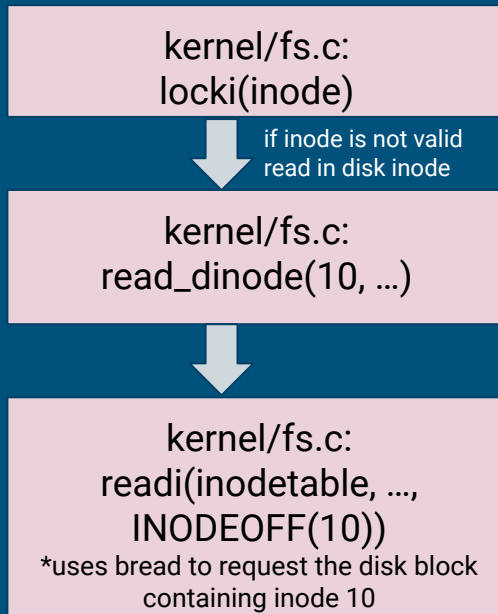 kernel/fs.c:
locki(inode)
if inode is not valid
read in disk inode
kernel/fs.c:
read_dinode(10, …)
kernel/fs.c:
readi(inodetable, …,
INODEOFF(10))
*uses bread to request the disk block
containing inode 10